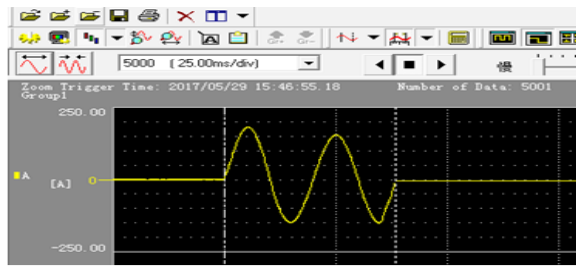 5000 (25.00ms/div)
慢
Zoom Trigger Time: 2017/05/29 15:46:55.18 Number of Data: 5001
Group1
250.00
A [A] 0
-250.00